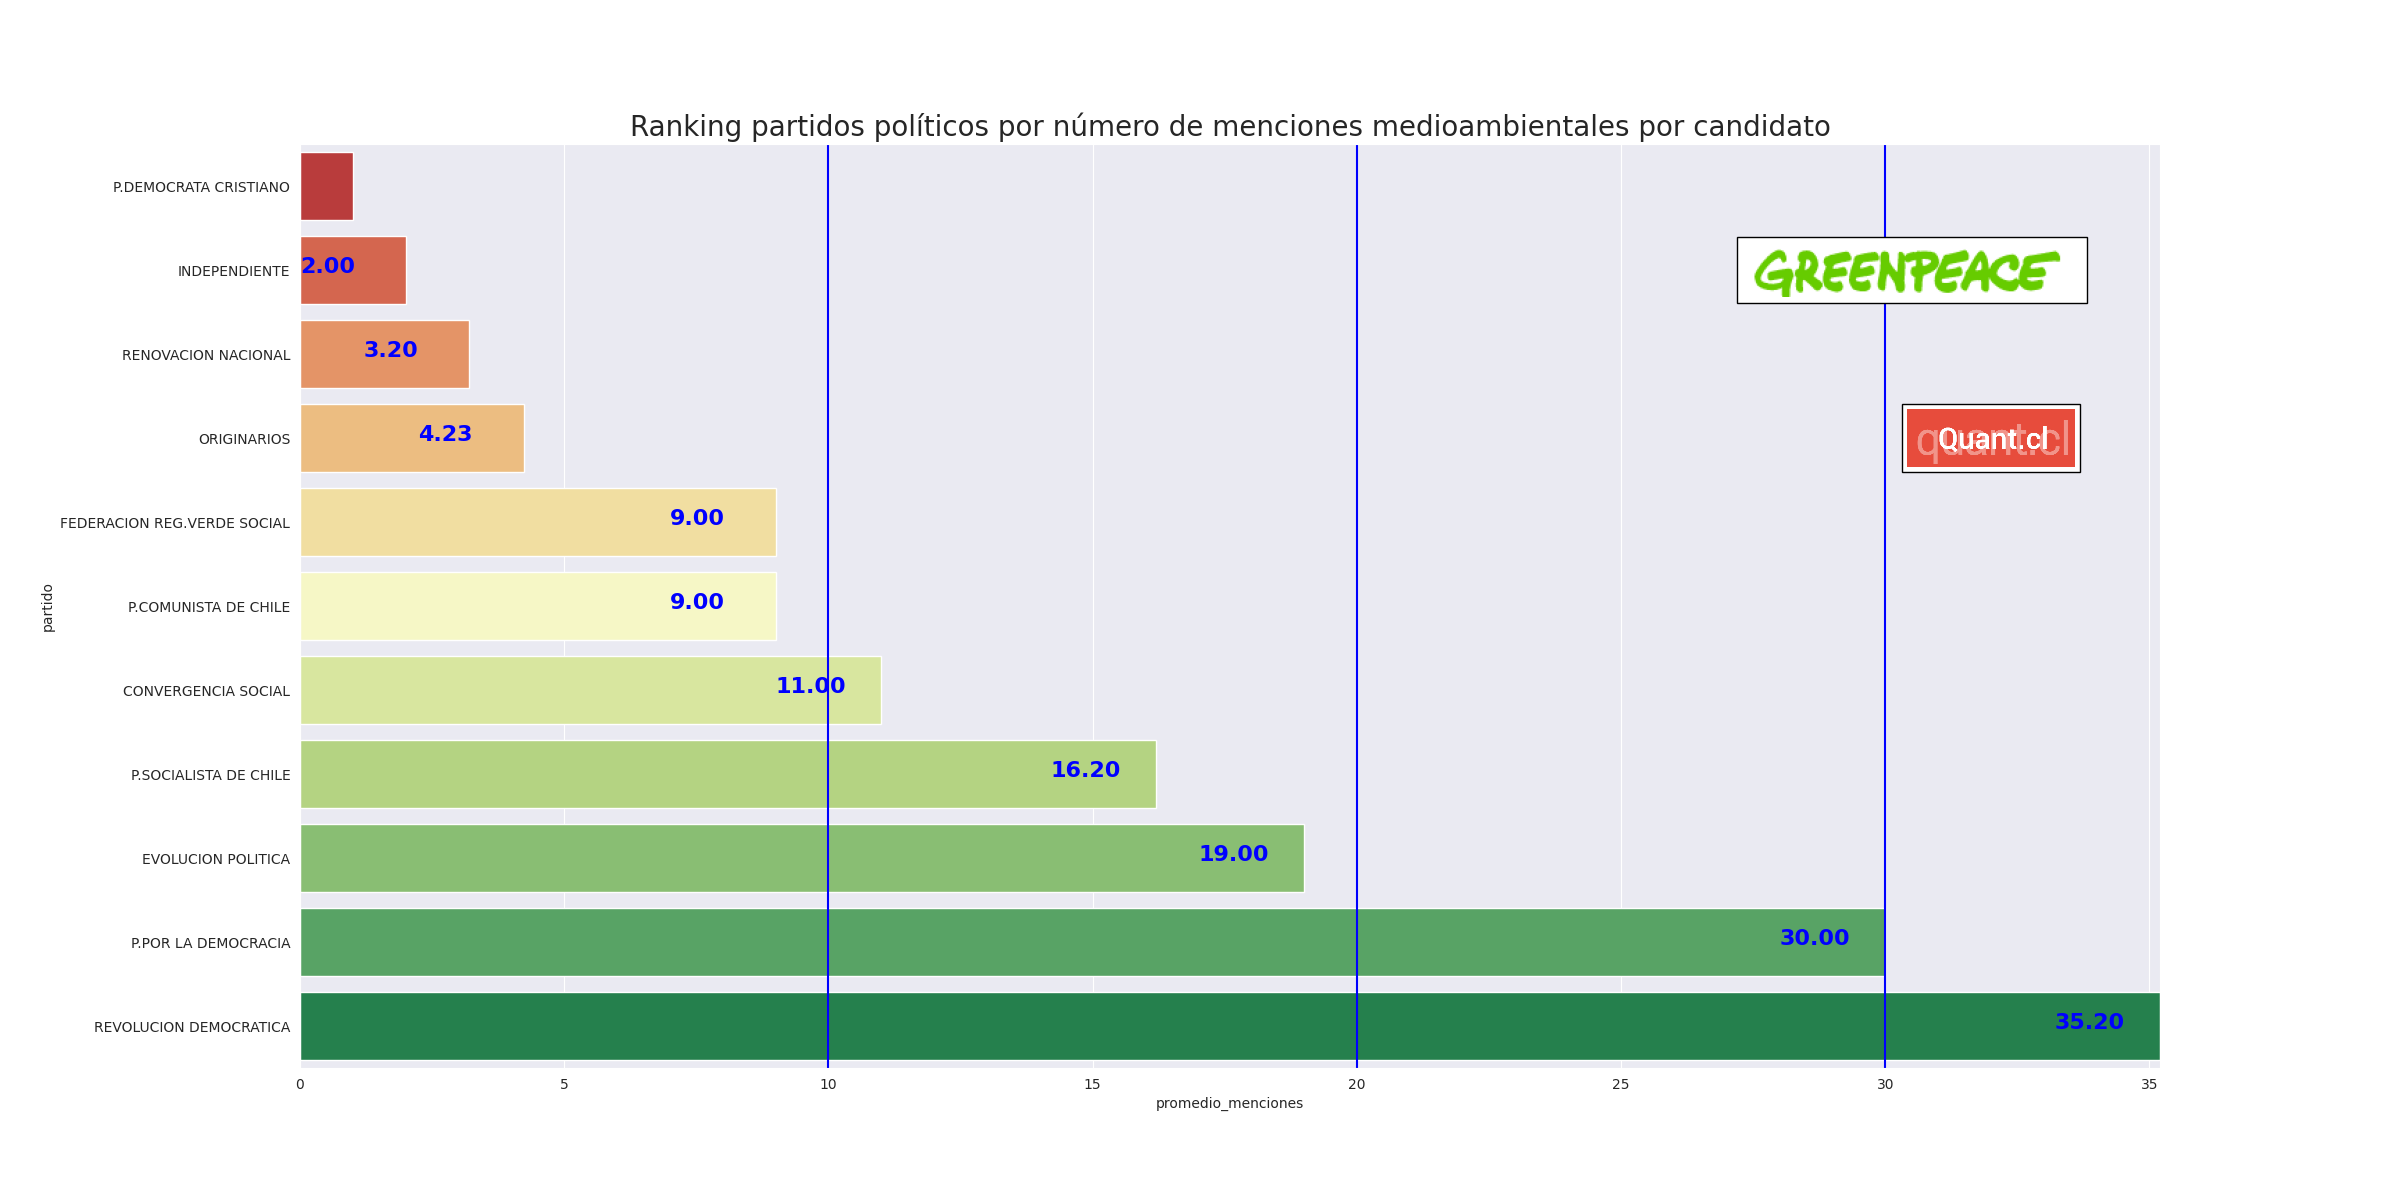 Ranking partidos políticos por número de menciones medioambientales por candidato
P.DEMOCRATA CRISTIANO
INDEPENDIENTE
2.00
GREENPEACE
RENOVACION NACIONAL
3.20
ORIGINARIOS
4.23
quant.cl
Quant.cl
FEDERACION REG.VERDE SOCIAL
9.00
partido
P.COMUNISTA DE CHILE
9.00
CONVERGENCIA SOCIAL
11.00
P.SOCIALISTA DE CHILE
16.20
EVOLUCION POLITICA
19.00
P.POR LA DEMOCRACIA
30.00
REVOLUCION DEMOCRATICA
35.20
0 5 10 15 20 25 30 35
promedio_menciones